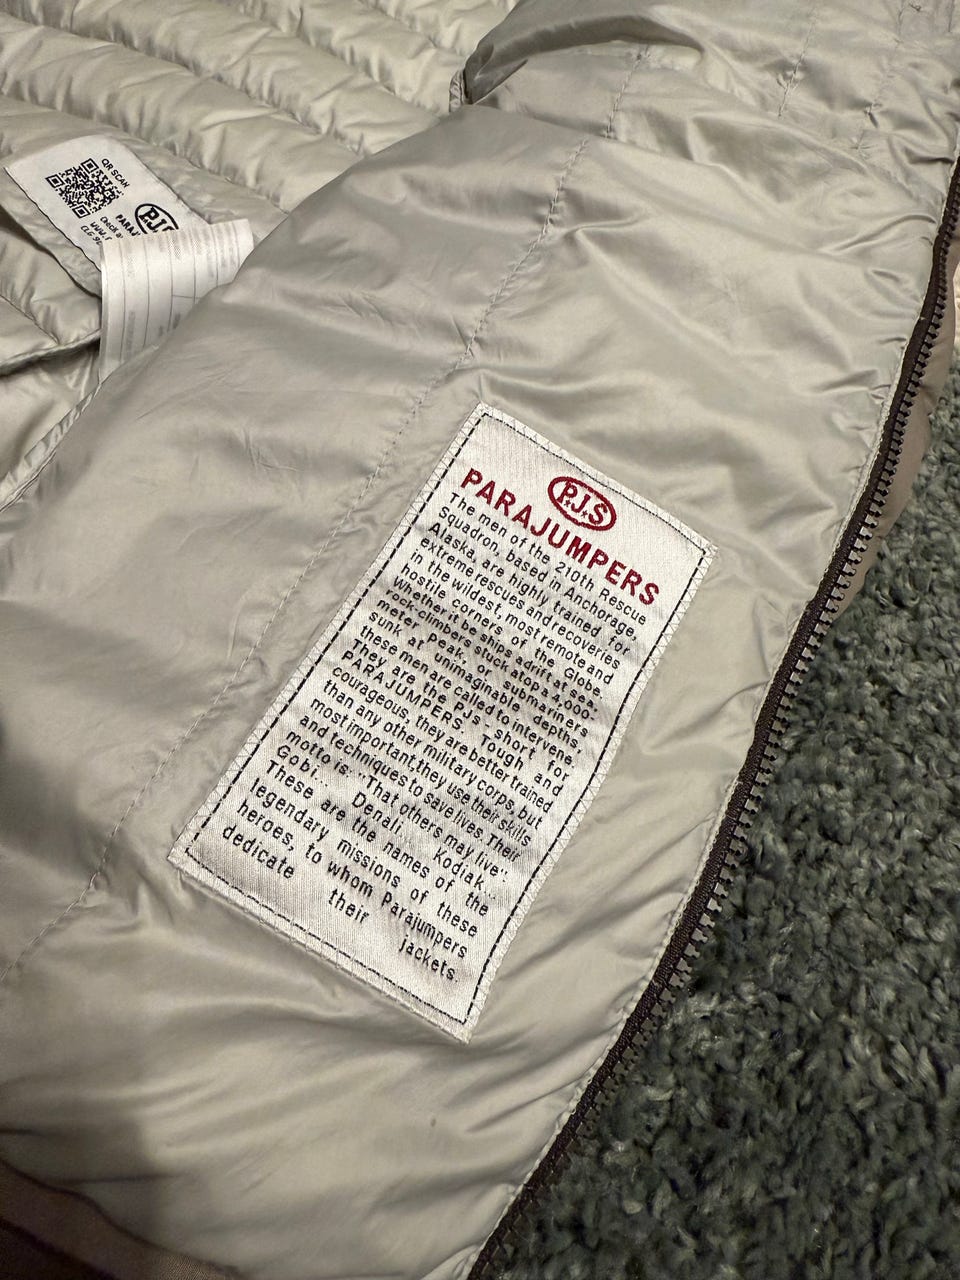 QR SCAN
P.J.S
PARAJ
Check a
www.
CLG
P.J.S
PARAJUMPERS
The men of the 210th Rescue
Squadron, based in Anchorage,
Alaska, are highly trained for
extreme rescues and recoveries
in the wildest, most remote and
hostile corners of the Globe.
Whether it be ships adrift at sea,
rock-climbers stuck atop a 4,000-
meter Peak, or submariners
sunk at unimaginable depths,
these men are called to intervene.
They are the PJs - short for
PARAJUMPERS. Tough and
courageous, they are better trained
than any other military corps, but
most important, they use their skills
and techniques to save lives. Their
motto is: "That others may live".
Gobi... Denali... Kodiak...
These are the names of the
legendary missions of these
heroes, to whom Parajumpers
dedicate their jackets.